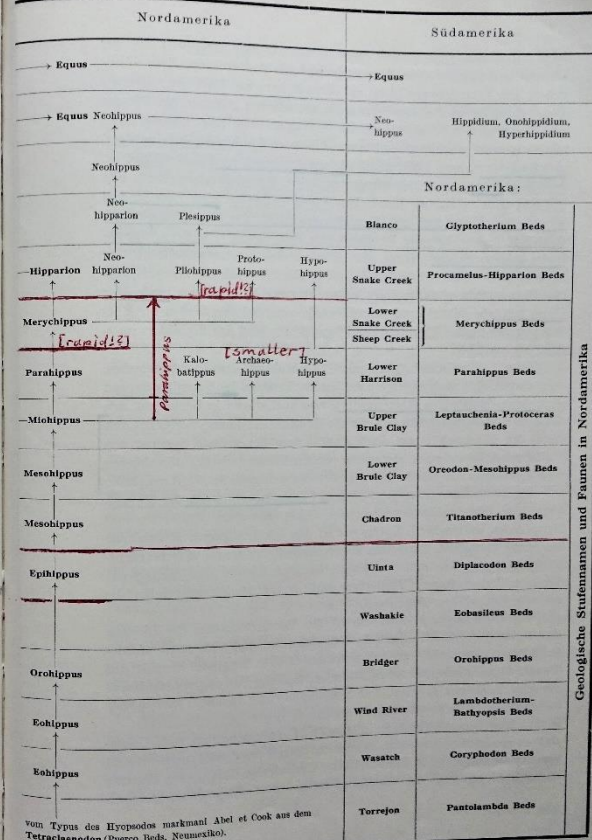 Nordamerika
Südamerika
→ Equus
→ Equus
→ Equus Neohippus
Neo-
hippus
Hippidium, Onohippidium,
Hyperhippidium
Neohippus
Nordamerika:
Neo-
hipparion
Plesippus
Blanco
Glyptotherium Beds
Hipparion
Neo-
hipparion
Pliohippus
Proto-
hippus
Hypo-
hippus
Upper
Snake Creek
Procamelus-Hipparion Beds
[rapid!?]
Merychippus
Lower
Snake Creek
Sheep Creek
Merychippus Beds
[rapid!?]
Parahippus
[smaller]
Parahippus
Kalo-
batippus
Archaeo-
hippus
Hypo-
hippus
Lower
Harrison
Parahippus Beds
Miohippus
Upper
Brule Clay
Leptauchenia-Protoceras
Beds
Mesohippus
Lower
Brule Clay
Oreodon-Mesohippus Beds
Mesohippus
Chadron
Titanotherium Beds
Epihippus
Uinta
Diplacodon Beds
Washakie
Eobasileus Beds
Orohippus
Bridger
Orohippus Beds
Eohippus
Wind River
Lambdotherium-
Bathyopsis Beds
Eohippus
Wasatch
Coryphodon Beds
vom Typus des Hyopsodos markmani Abel et Cook aus dem
Tetraclaenodon (Puerco Beds, Neumexiko).
Torrejon
Pantolambda Beds
Geologische Stufennamen und Faunen in Nordamerika